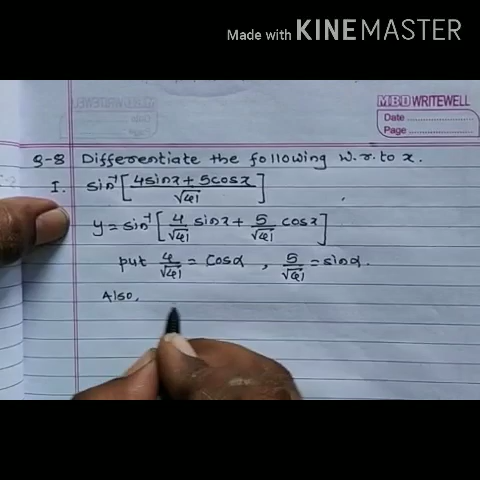 Made with KINEMASTER
MBD WRITEWELL
Date
Page
Q-8 Differentiate the following w.r.to x.
I. sin⁻¹[4sinx + 5cosx / √41]
y = sin⁻¹[4/√41 sinx + 5/√41 cosx]
put 4/√41 = cosα , 5/√41 = sinα.
Also,